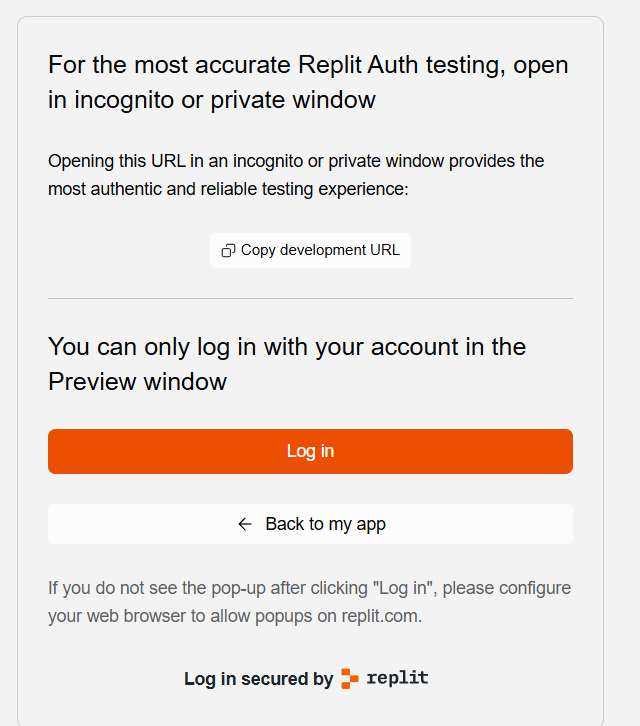 For the most accurate Replit Auth testing, open
in incognito or private window
Opening this URL in an incognito or private window provides the
most authentic and reliable testing experience:
Copy development URL
You can only log in with your account in the
Preview window
Log in
Back to my app
If you do not see the pop-up after clicking "Log in", please configure
your web browser to allow popups on replit.com.
Log in secured by replit